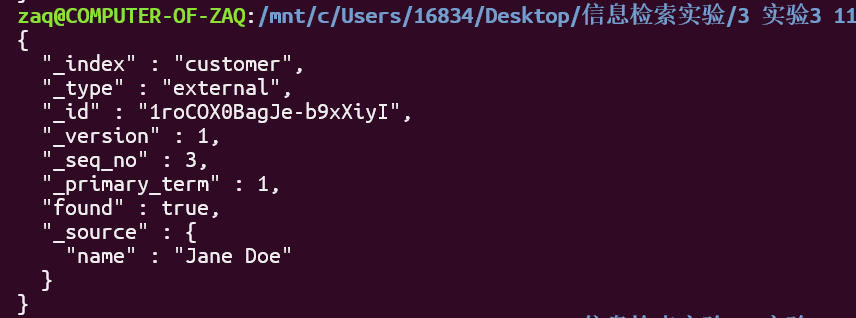 zaq@COMPUTER-OF-ZAQ:/mnt/c/Users/16834/Desktop/信息检索实验/3 实验3 11
{
  "_index" : "customer",
  "_type" : "external",
  "_id" : "1roCOX0BagJe-b9xXiyI",
  "_version" : 1,
  "_seq_no" : 3,
  "_primary_term" : 1,
  "found" : true,
  "_source" : {
    "name" : "Jane Doe"
  }
}